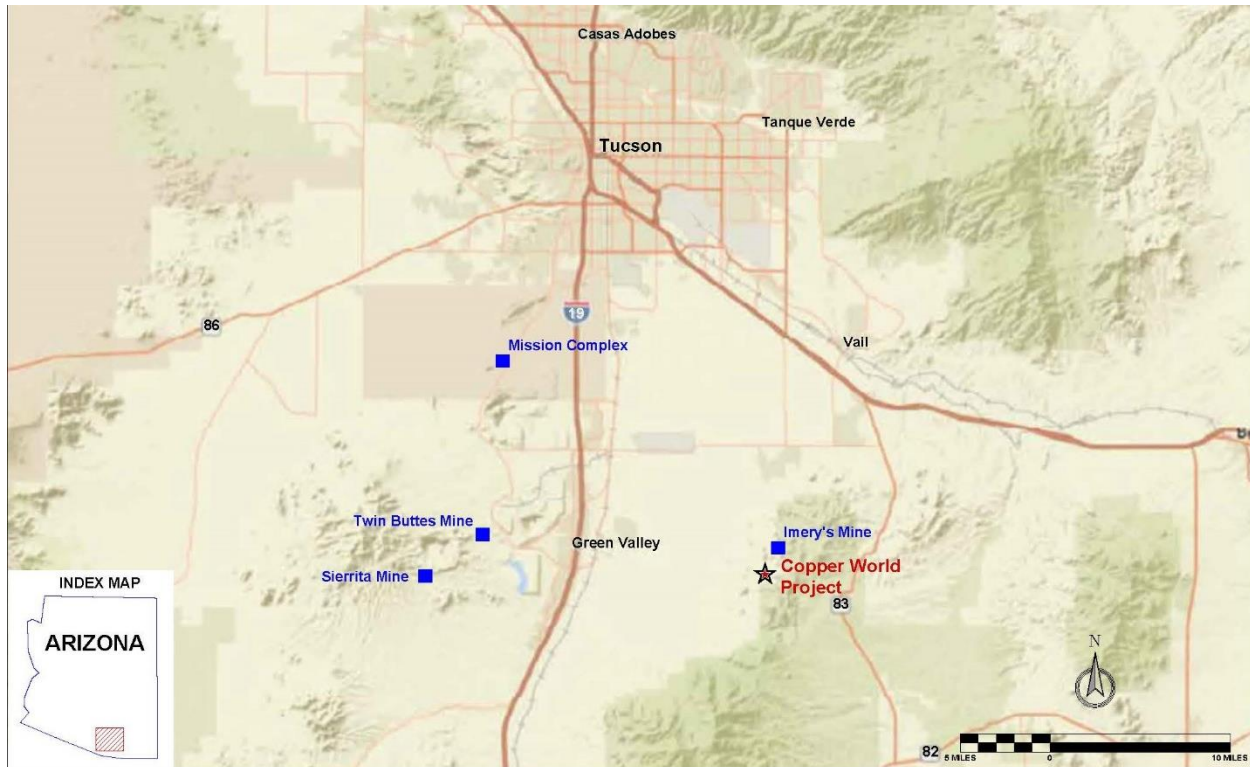 Casas Adobes
Tanque Verde
Tucson
19
86
Mission Complex
Vail
Twin Buttes Mine
Green Valley
Imery's Mine
Sierrita Mine
Copper World
Project
83
INDEX MAP
ARIZONA
N
82
5 MILES 0 10 MILES